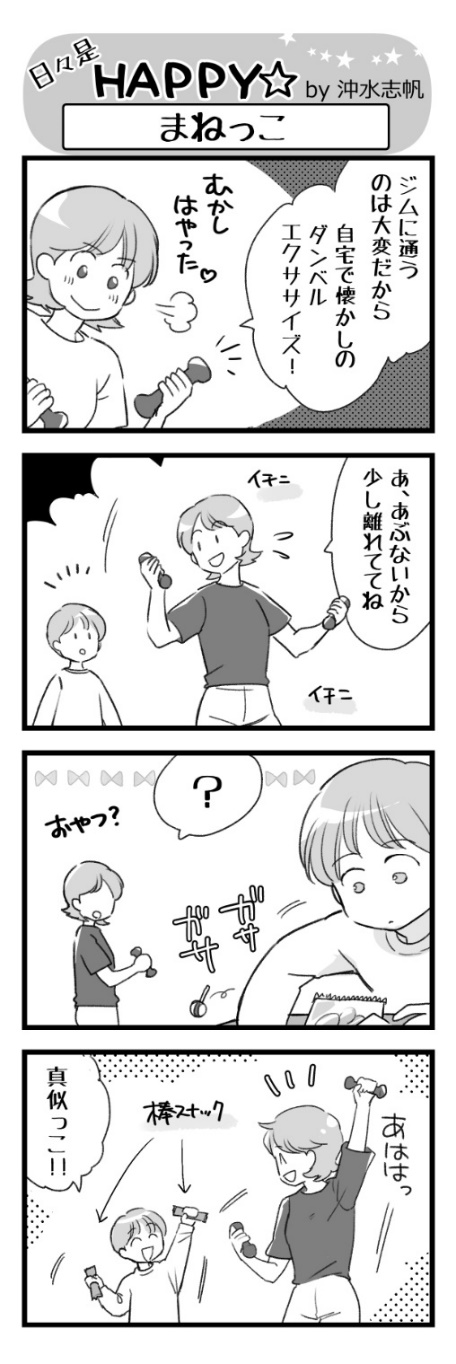 日々是
HAPPY☆
by 沖水志帆
まねっこ
ジムに通う
のは大変だから
自宅で懐かしの
ダンベル
エクササイズ！
むかし
はやった♡
あ、あぶないから
少し離れててね
イチニ
イチニ
？
おやつ？
ガサ
ガサ
あははっ
棒スナック
真似っこ!!